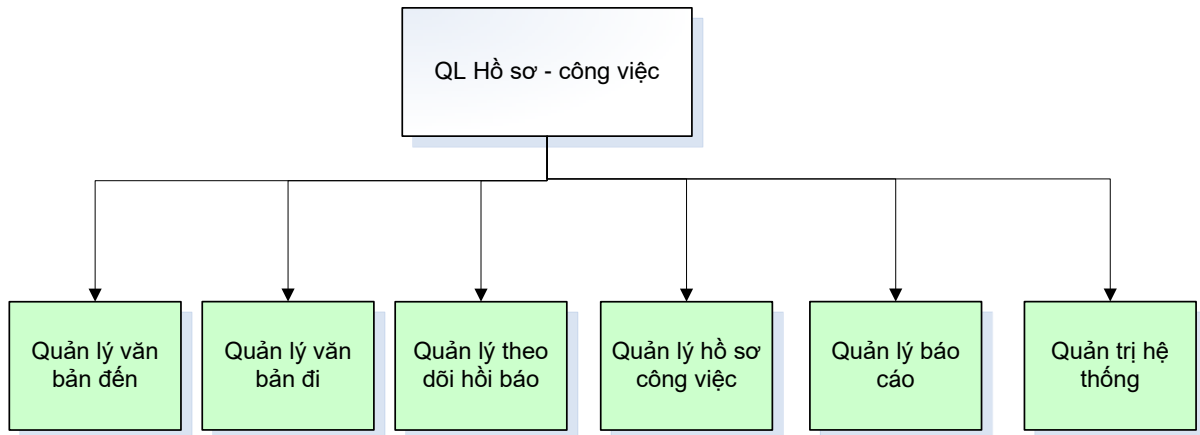 QL Hồ sơ - công việc
Quản lý văn
bản đến
Quản lý văn
bản đi
Quản lý theo
dõi hồi báo
Quản lý hồ sơ
công việc
Quản lý báo
cáo
Quản trị hệ
thống